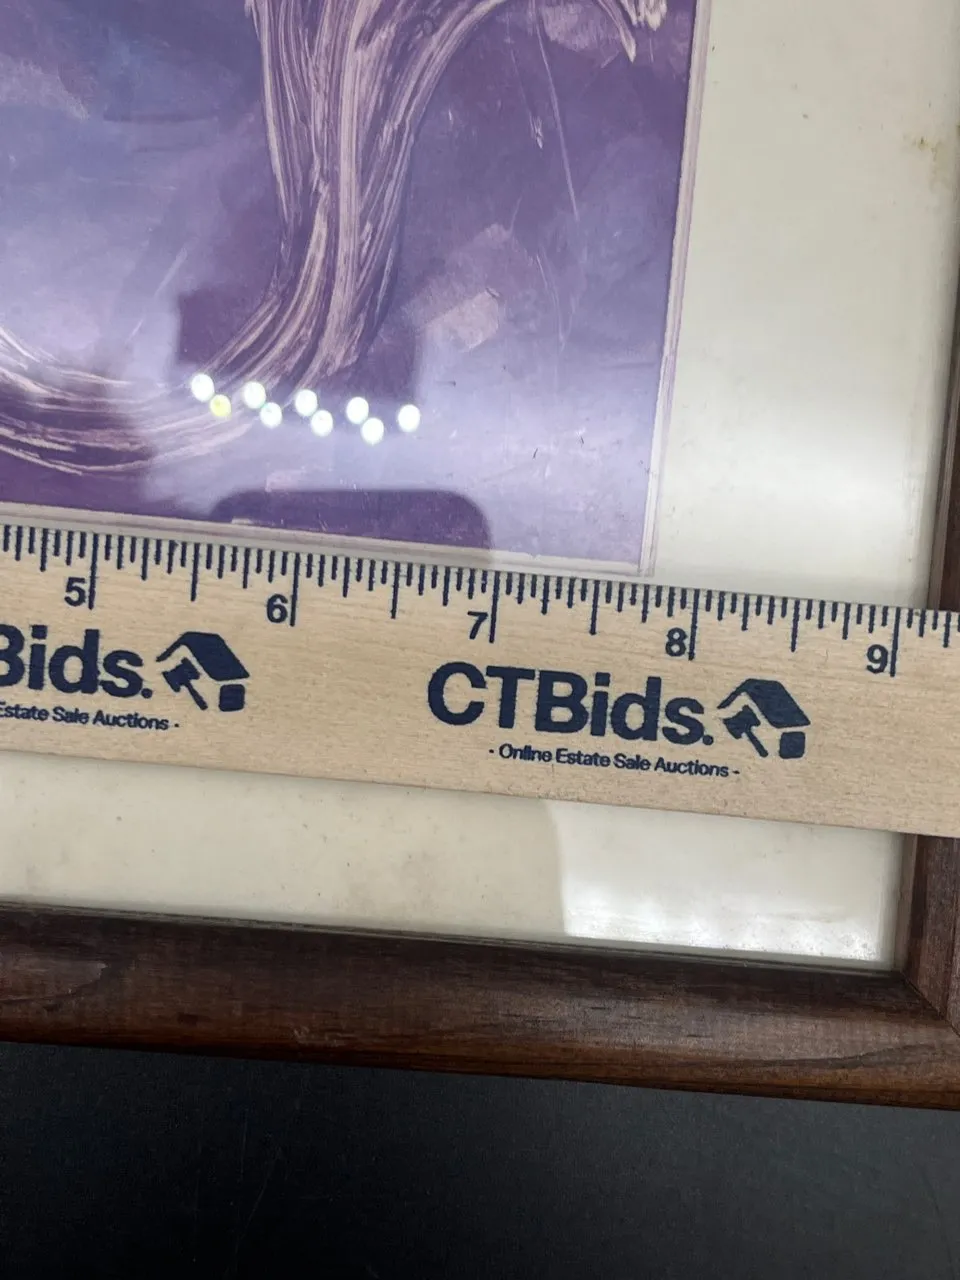 5 6 7 8 9
Bids. CTBids.
Estate Sale Auctions - - Online Estate Sale Auctions -